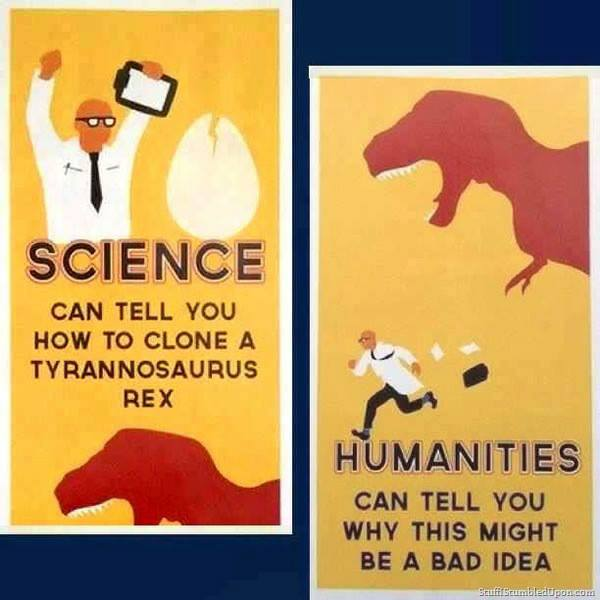 SCIENCE
CAN TELL YOU
HOW TO CLONE A
TYRANNOSAURUS
REX
HUMANITIES
CAN TELL YOU
WHY THIS MIGHT
BE A BAD IDEA
StuffIStumbledUpon.com